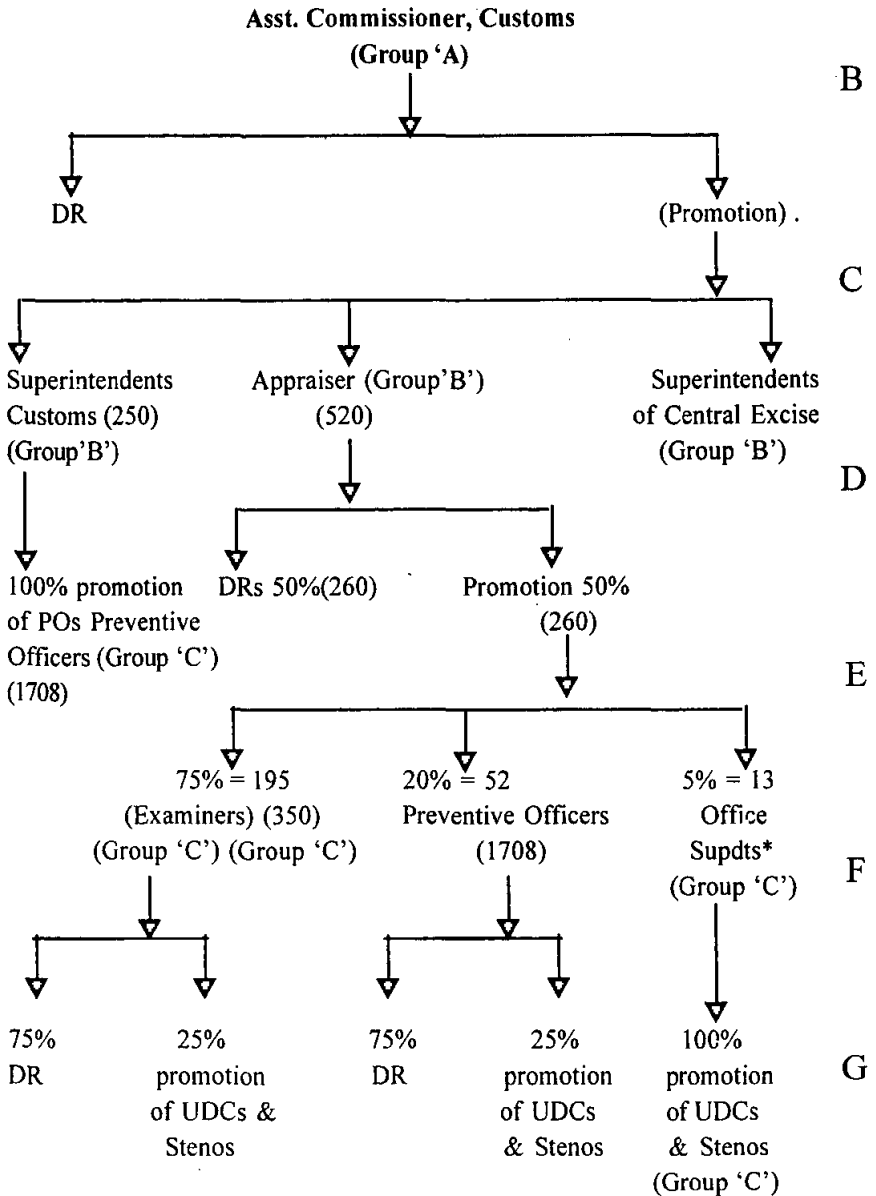 Asst. Commissioner, Customs
(Group 'A)
B
DR
(Promotion) .
C
Superintendents
Customs (250)
(Group'B')
Appraiser (Group'B')
(520)
Superintendents
of Central Excise
(Group 'B')
D
100% promotion
of POs Preventive
Officers (Group 'C')
(1708)
DRs 50%(260)
Promotion 50%
(260)
E
75% = 195
(Examiners) (350)
(Group 'C') (Group 'C')
20% = 52
Preventive Officers
(1708)
5% = 13
Office
Supdts*
(Group 'C')
F
75%
DR
25%
promotion
of UDCs &
Stenos
75%
DR
25%
promotion
of UDCs
& Stenos
100%
promotion
of UDCs
& Stenos
(Group 'C')
G